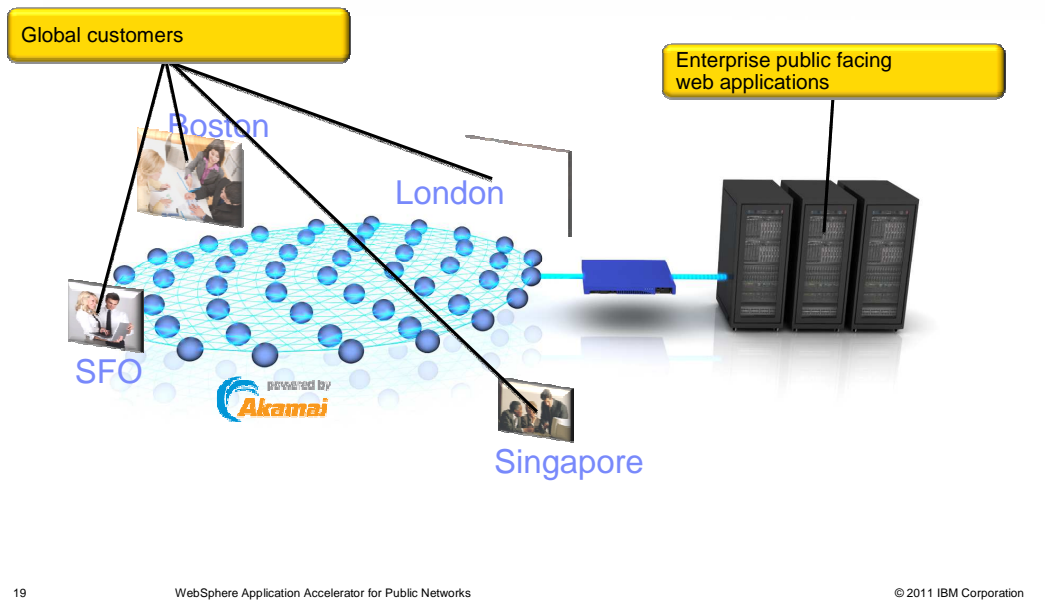 Global customers
Enterprise public facing
web applications
Boston
London
SFO
powered by
Akamai
Singapore
19
WebSphere Application Accelerator for Public Networks
© 2011 IBM Corporation